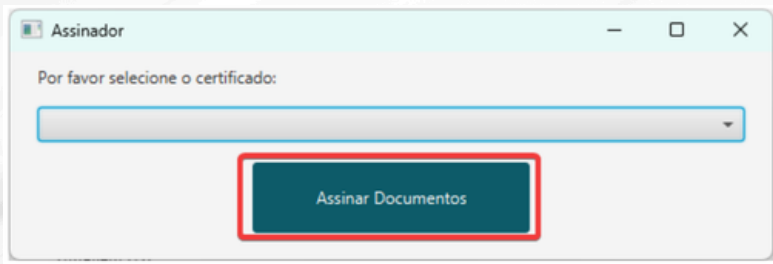 Assinador
Por favor selecione o certificado:
Assinar Documentos